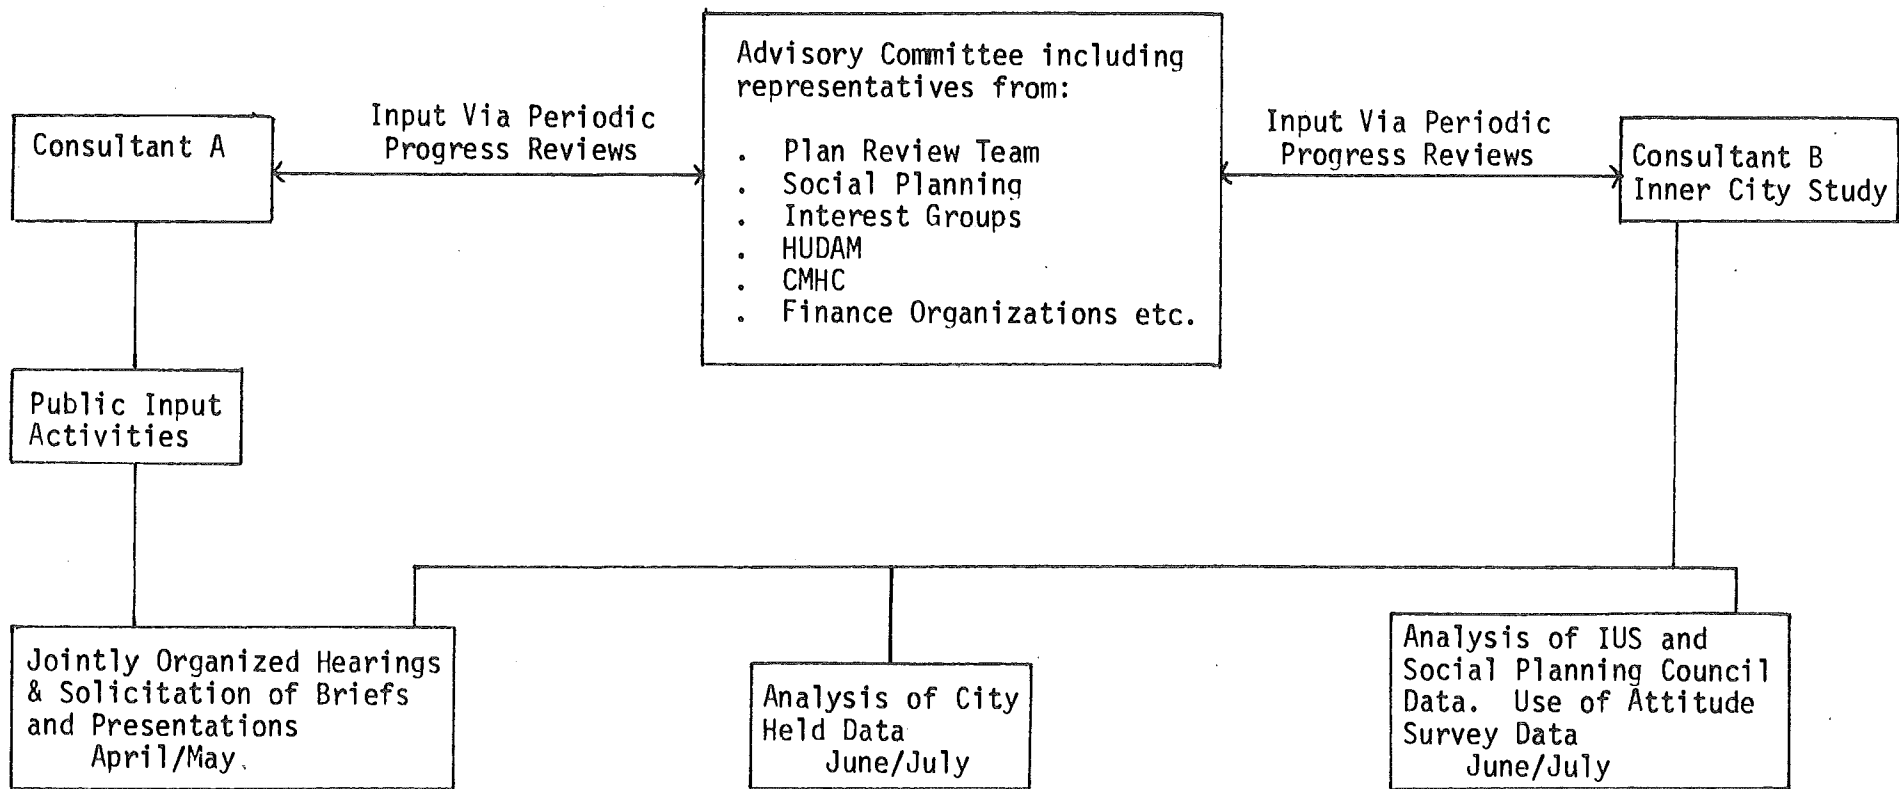 Consultant A
Input Via Periodic
Progress Reviews
Advisory Committee including
representatives from:
. Plan Review Team
. Social Planning
. Interest Groups
. HUDAM
. CMHC
. Finance Organizations etc.
Input Via Periodic
Progress Reviews
Consultant B
Inner City Study
Public Input
Activities
Jointly Organized Hearings
& Solicitation of Briefs
and Presentations
April/May
Analysis of City
Held Data
June/July
Analysis of IUS and
Social Planning Council
Data. Use of Attitude
Survey Data
June/July